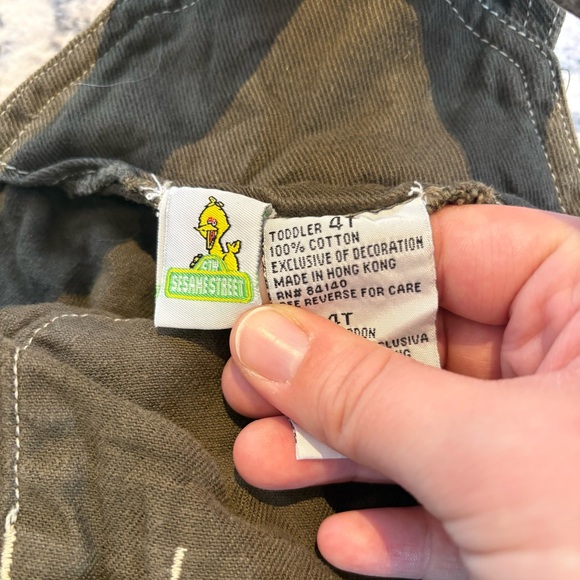 4TH
SESAME STREET
TODDLER 4T
100% COTTON
EXCLUSIVE OF DECORATION
MADE IN HONG KONG
RN# 84140
SEE REVERSE FOR CARE
4T